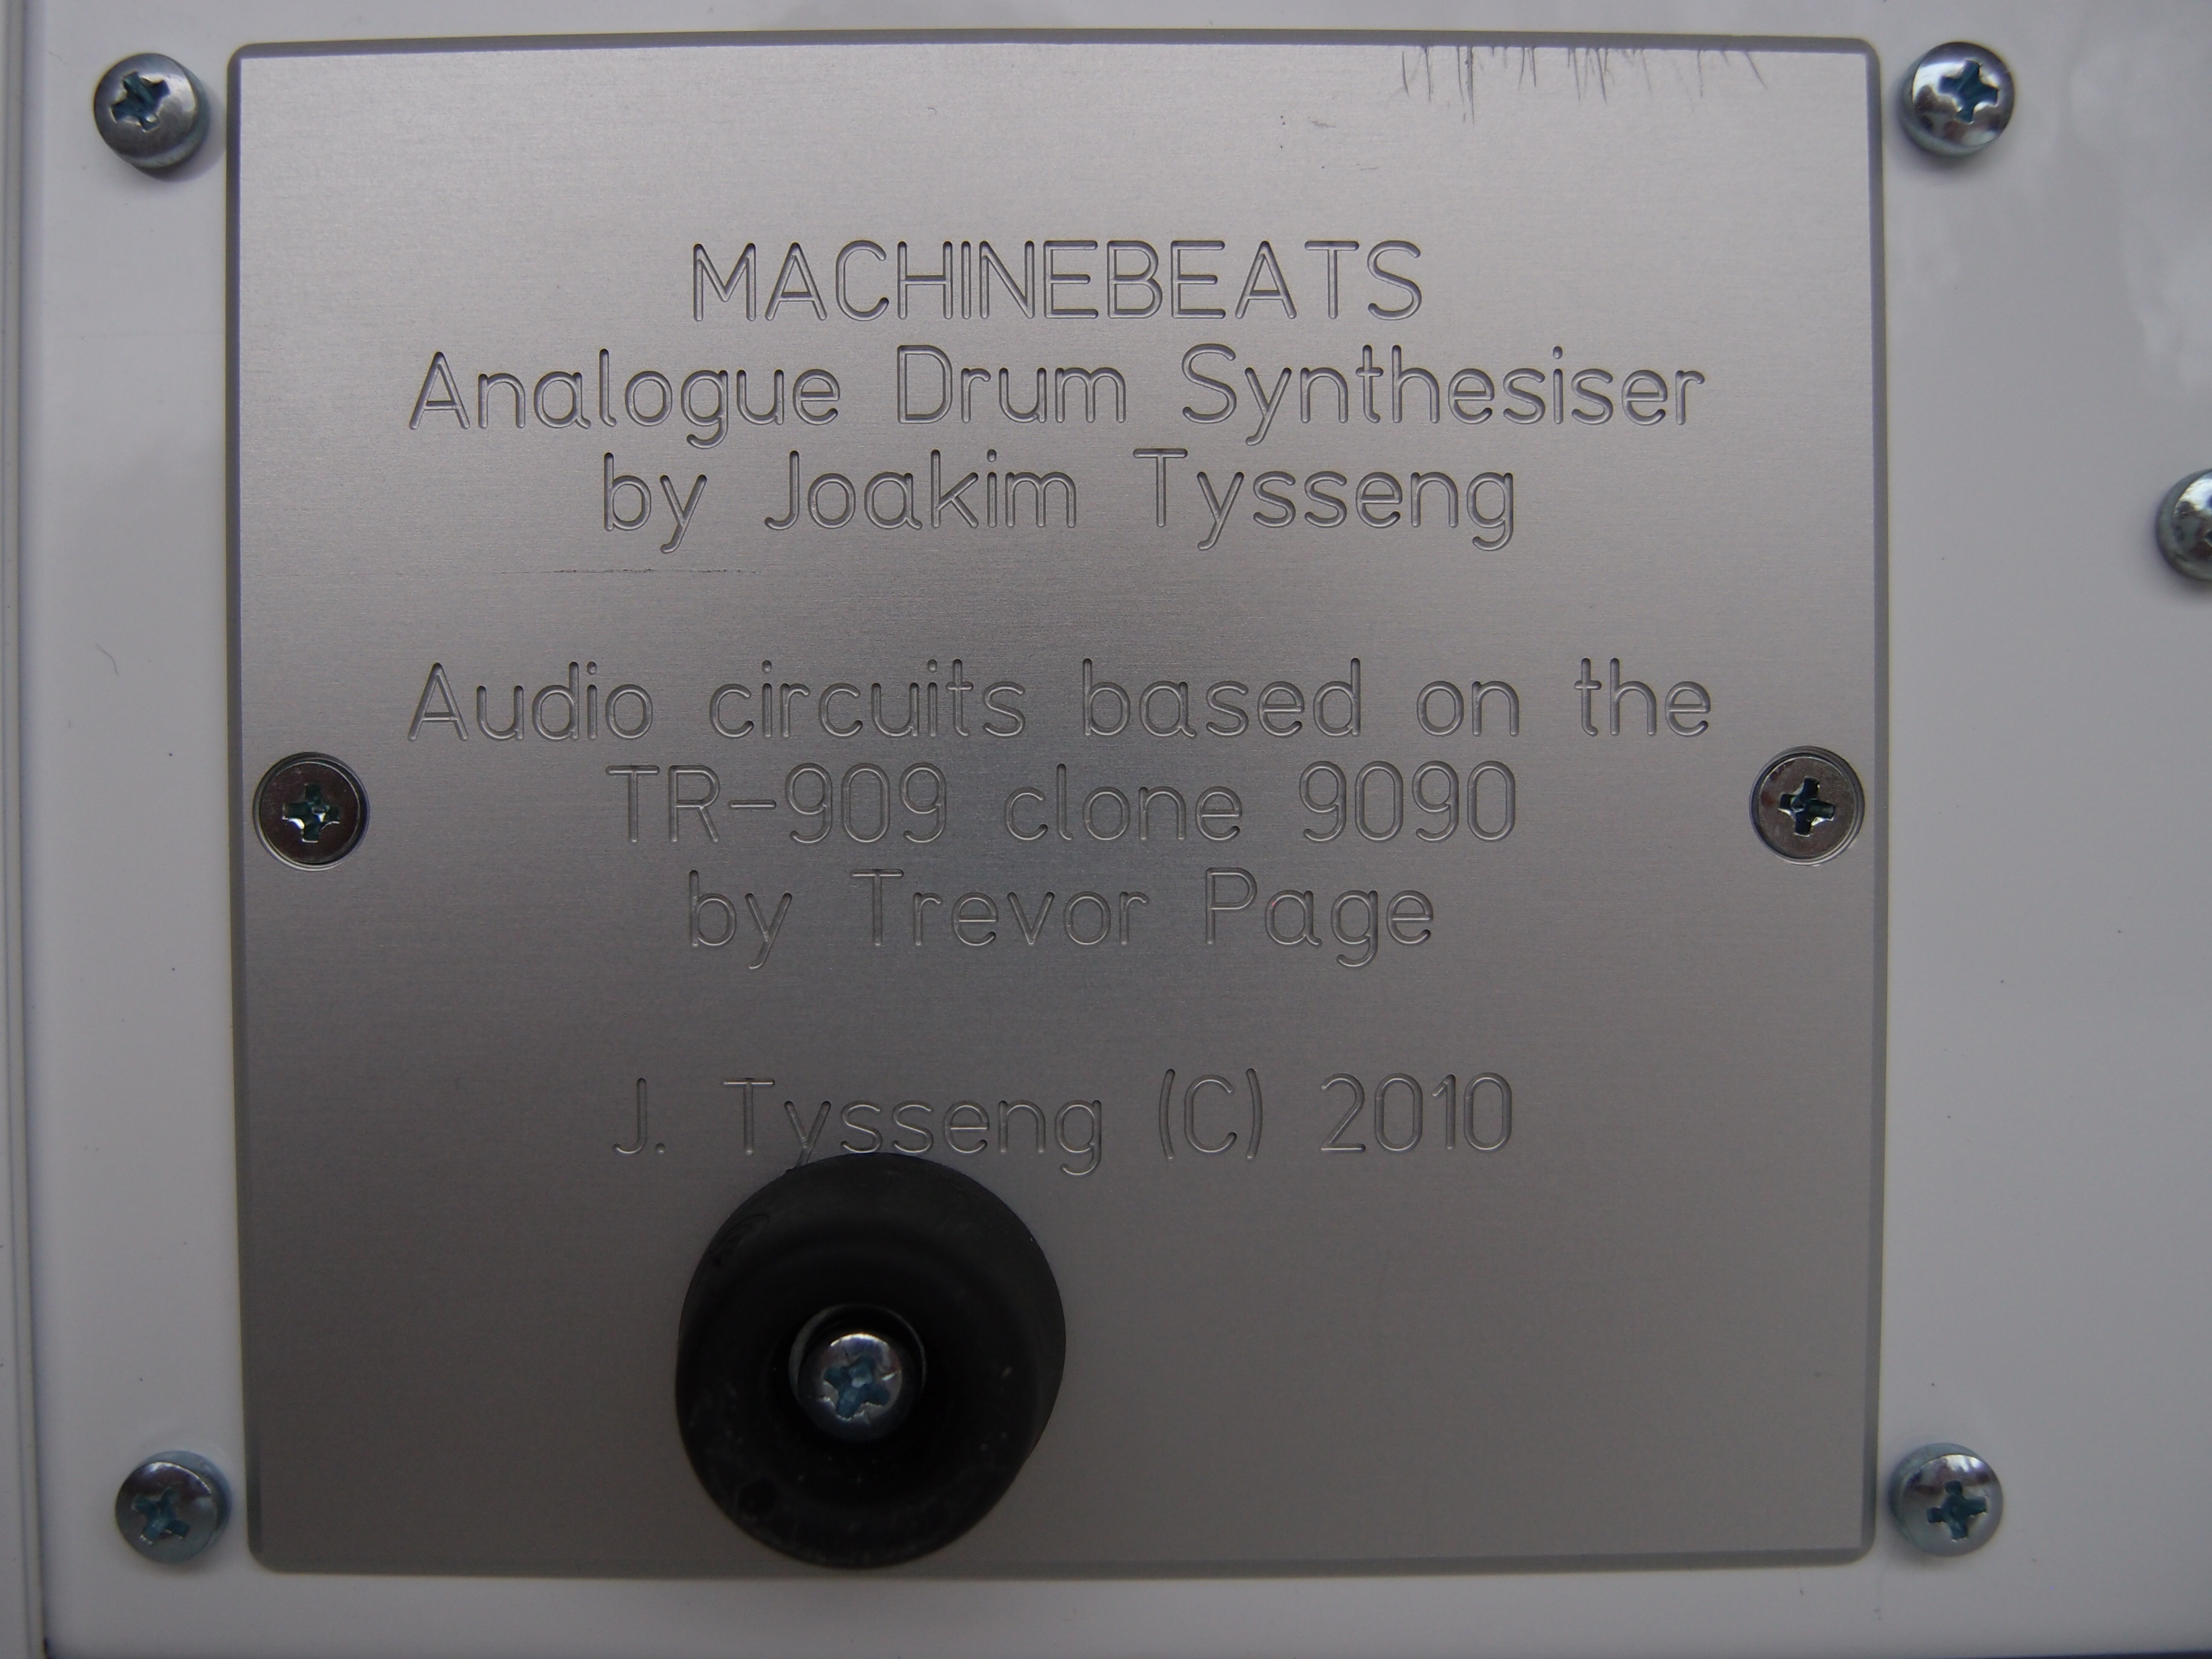 MACHINEBEATS
Analogue Drum Synthesiser
by Joakim Tysseng
Audio circuits based on the
TR-909 clone 9090
by Trevor Page
J. Tysseng (C) 2010